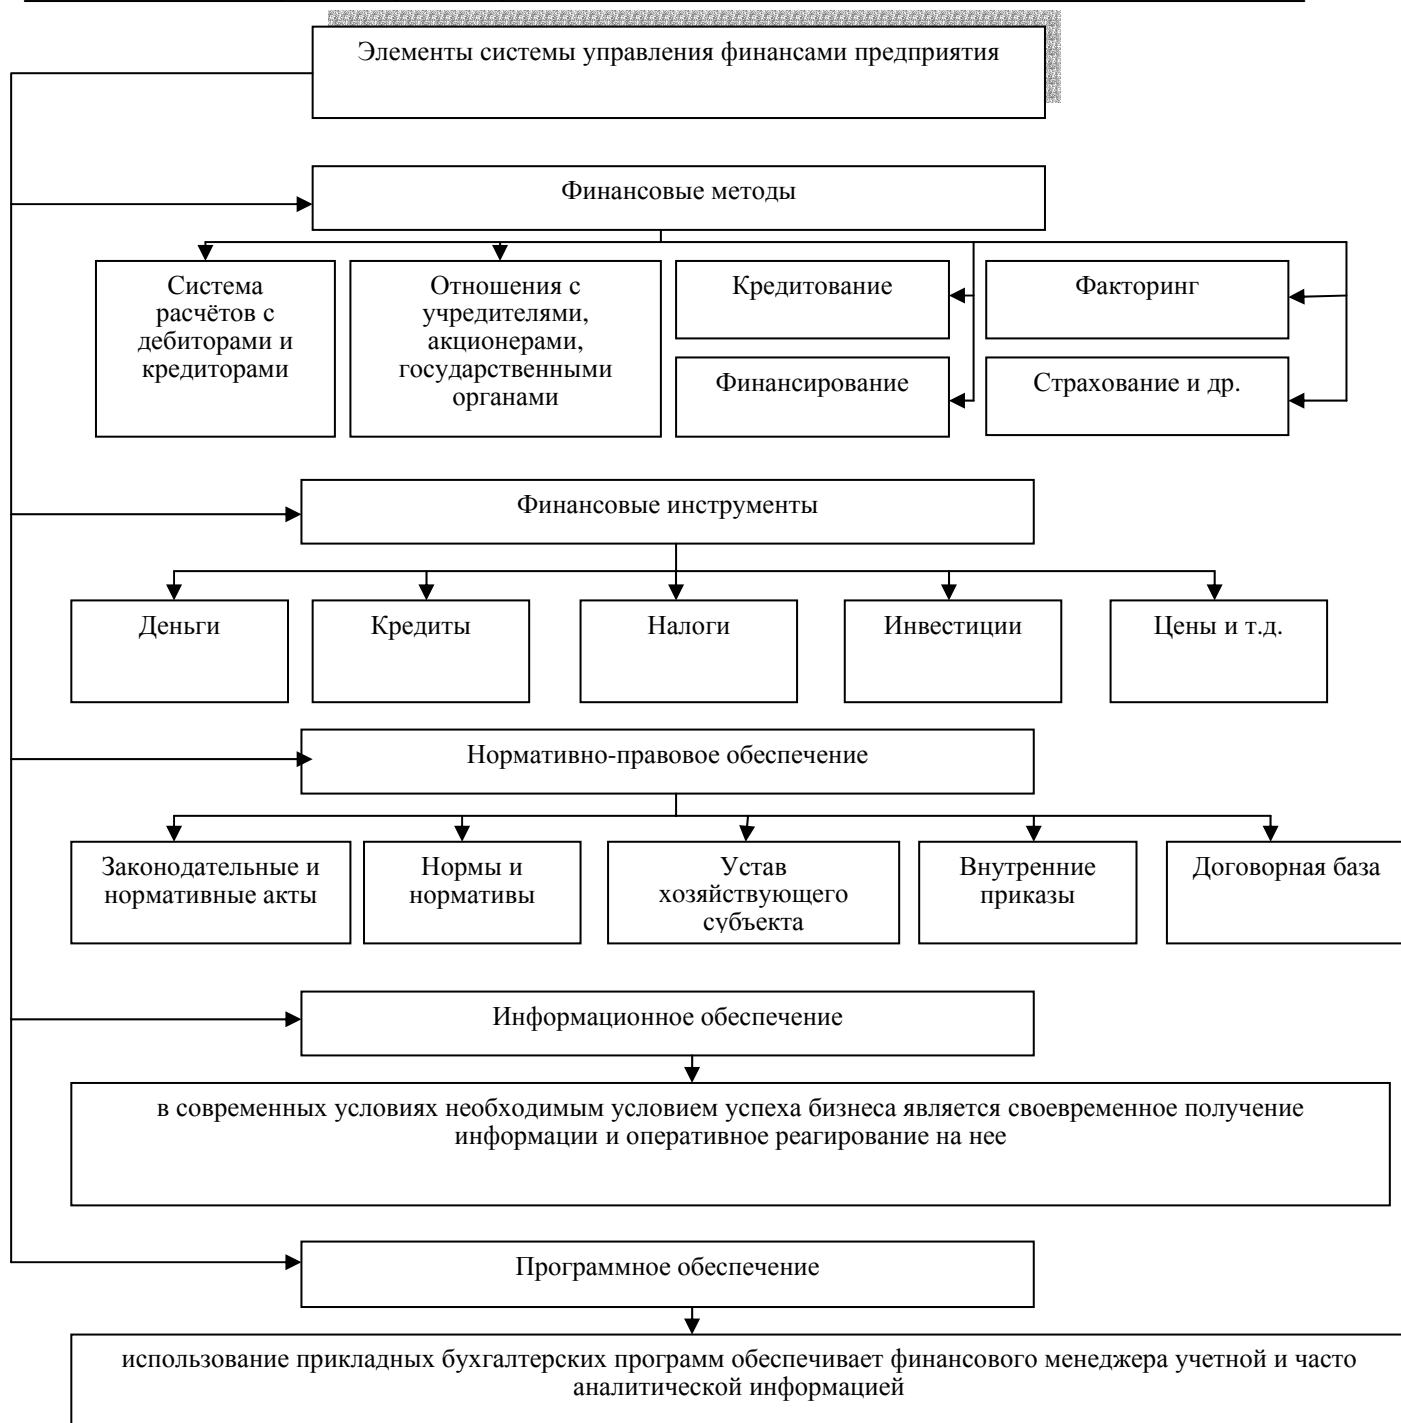 Элементы системы управления финансами предприятия
Финансовые методы
Система
расчётов с
дебиторами и
кредиторами
Отношения с
учредителями,
акционерами,
государственными
органами
Кредитование
Факторинг
Финансирование
Страхование и др.
Финансовые инструменты
Деньги
Кредиты
Налоги
Инвестиции
Цены и т.д.
Нормативно-правовое обеспечение
Законодательные и
нормативные акты
Нормы и
нормативы
Устав
хозяйствующего
субъекта
Внутренние
приказы
Договорная база
Информационное обеспечение
в современных условиях необходимым условием успеха бизнеса является своевременное получение
информации и оперативное реагирование на нее
Программное обеспечение
использование прикладных бухгалтерских программ обеспечивает финансового менеджера учетной и часто
аналитической информацией